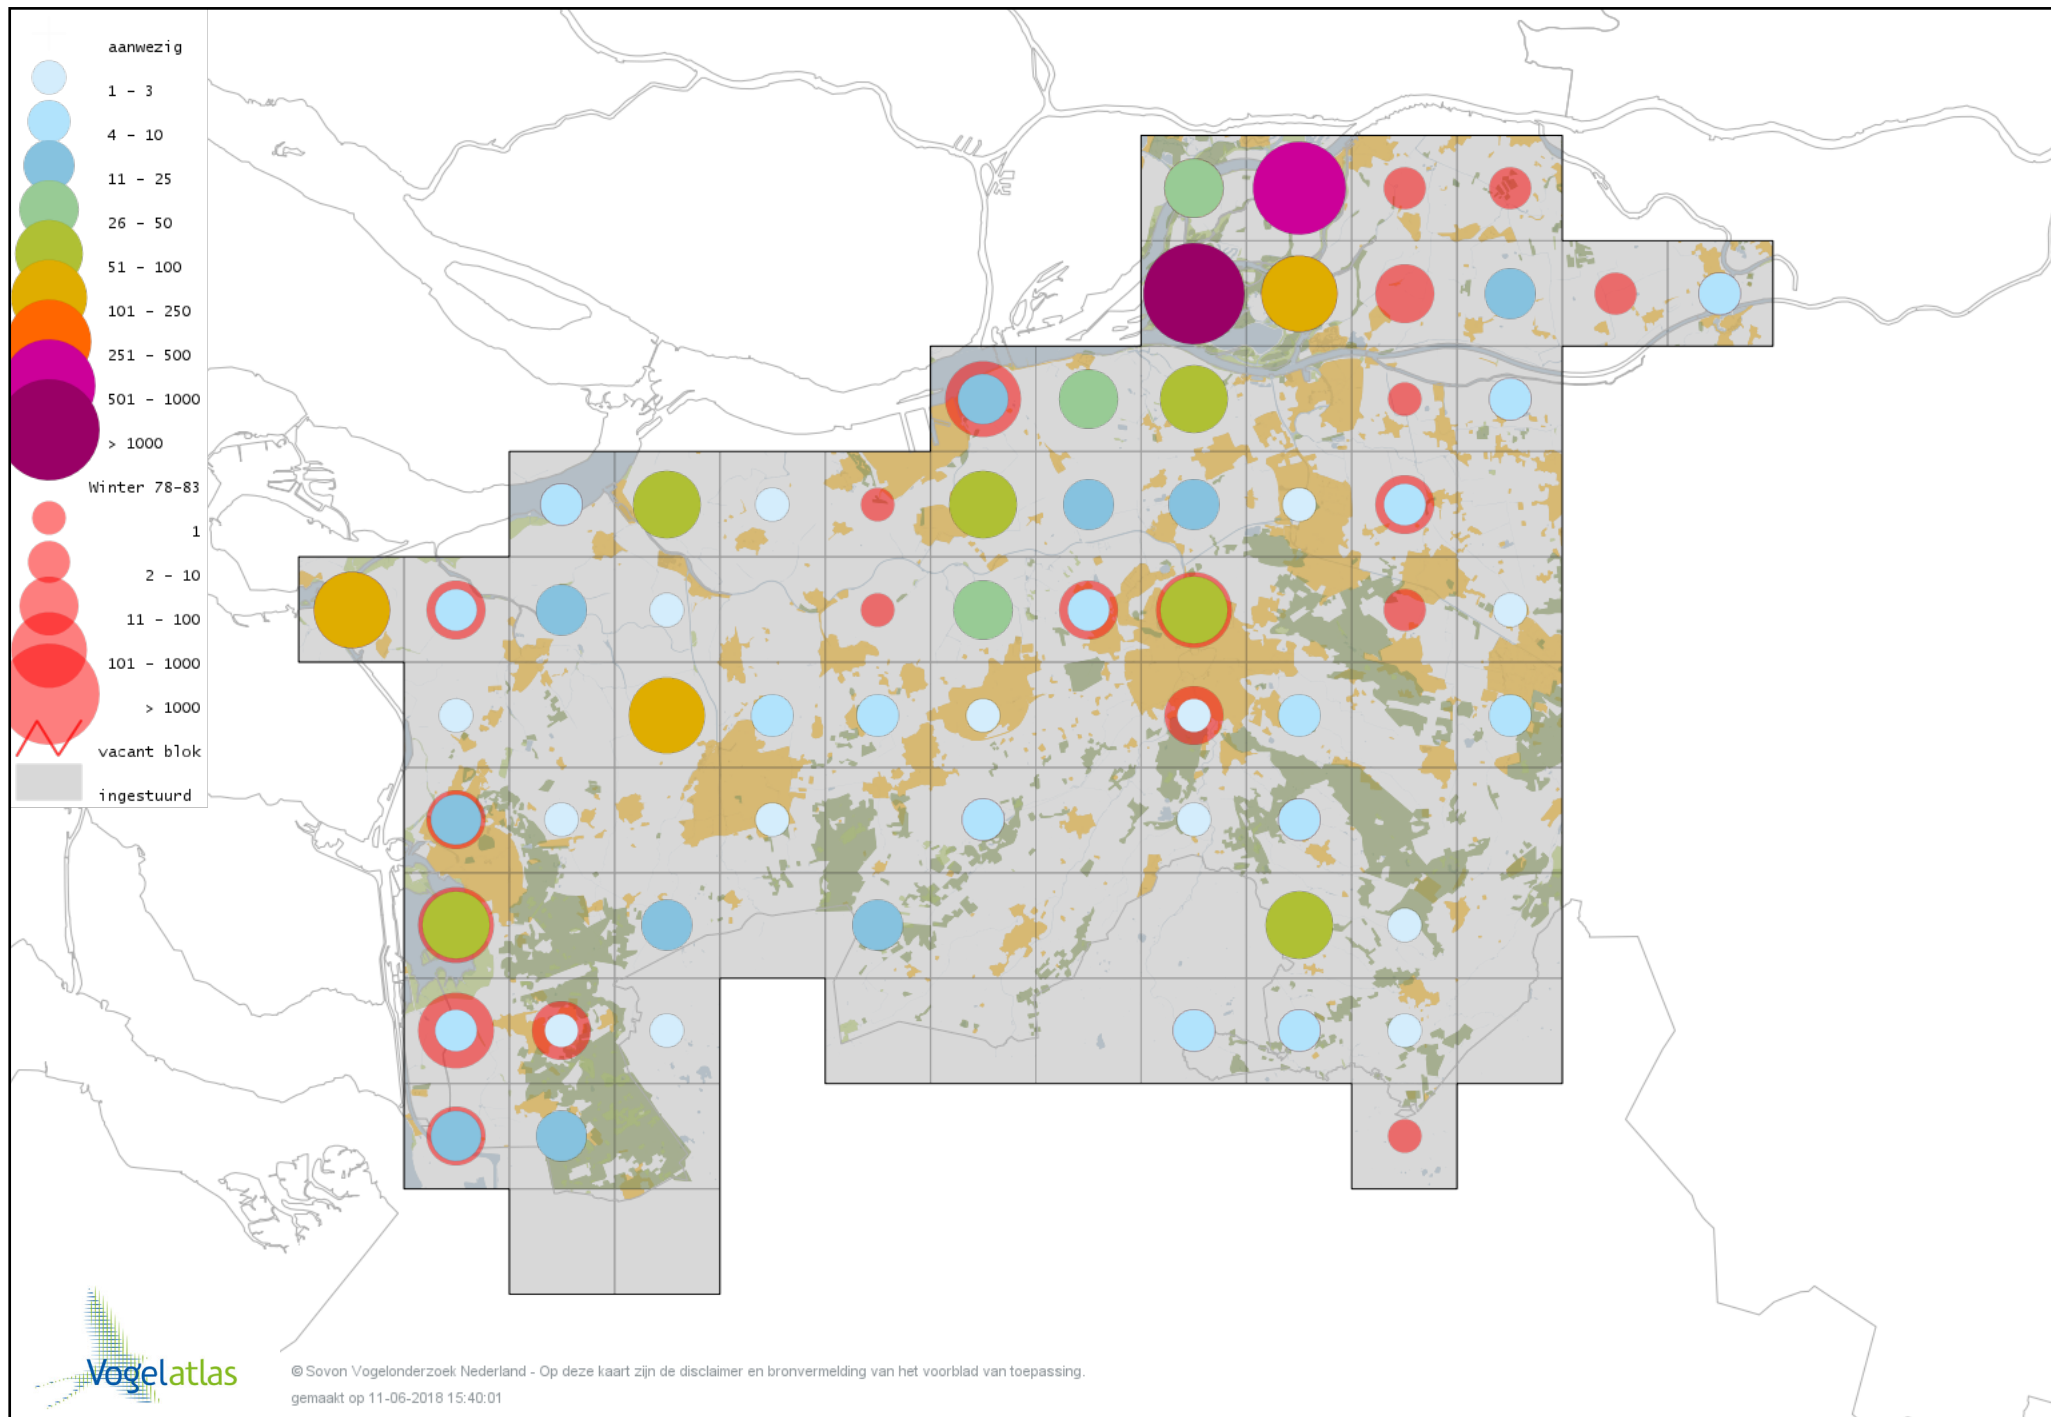 aanwezig
1 - 3
4 - 10
11 - 25
26 - 50
51 - 100
101 - 250
251 - 500
501 - 1000
> 1000
Winter 78-83
1
2 - 10
11 - 100
101 - 1000
> 1000
vacant blok
ingestuurd
Vogelatlas
© Sovon Vogelonderzoek Nederland - Op deze kaart zijn de disclaimer en bronvermelding van het voorblad van toepassing.
gemaakt op 11-06-2018 15:40:01